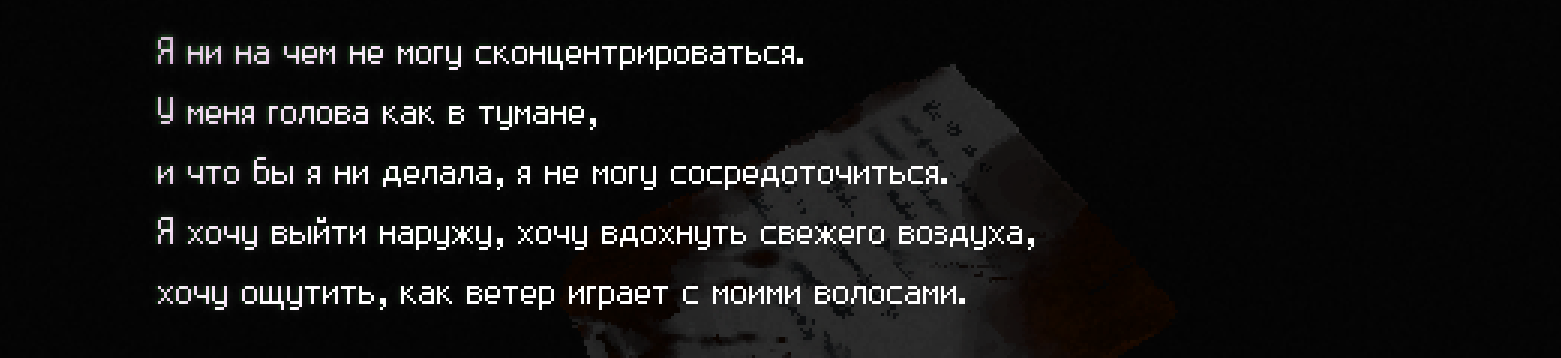 Я ни на чем не могу сконцентрироваться.
У меня голова как в тумане,
и что бы я ни делала, я не могу сосредоточиться.
Я хочу выйти наружу, хочу вдохнуть свежего воздуха,
хочу ощутить, как ветер играет с моими волосами.